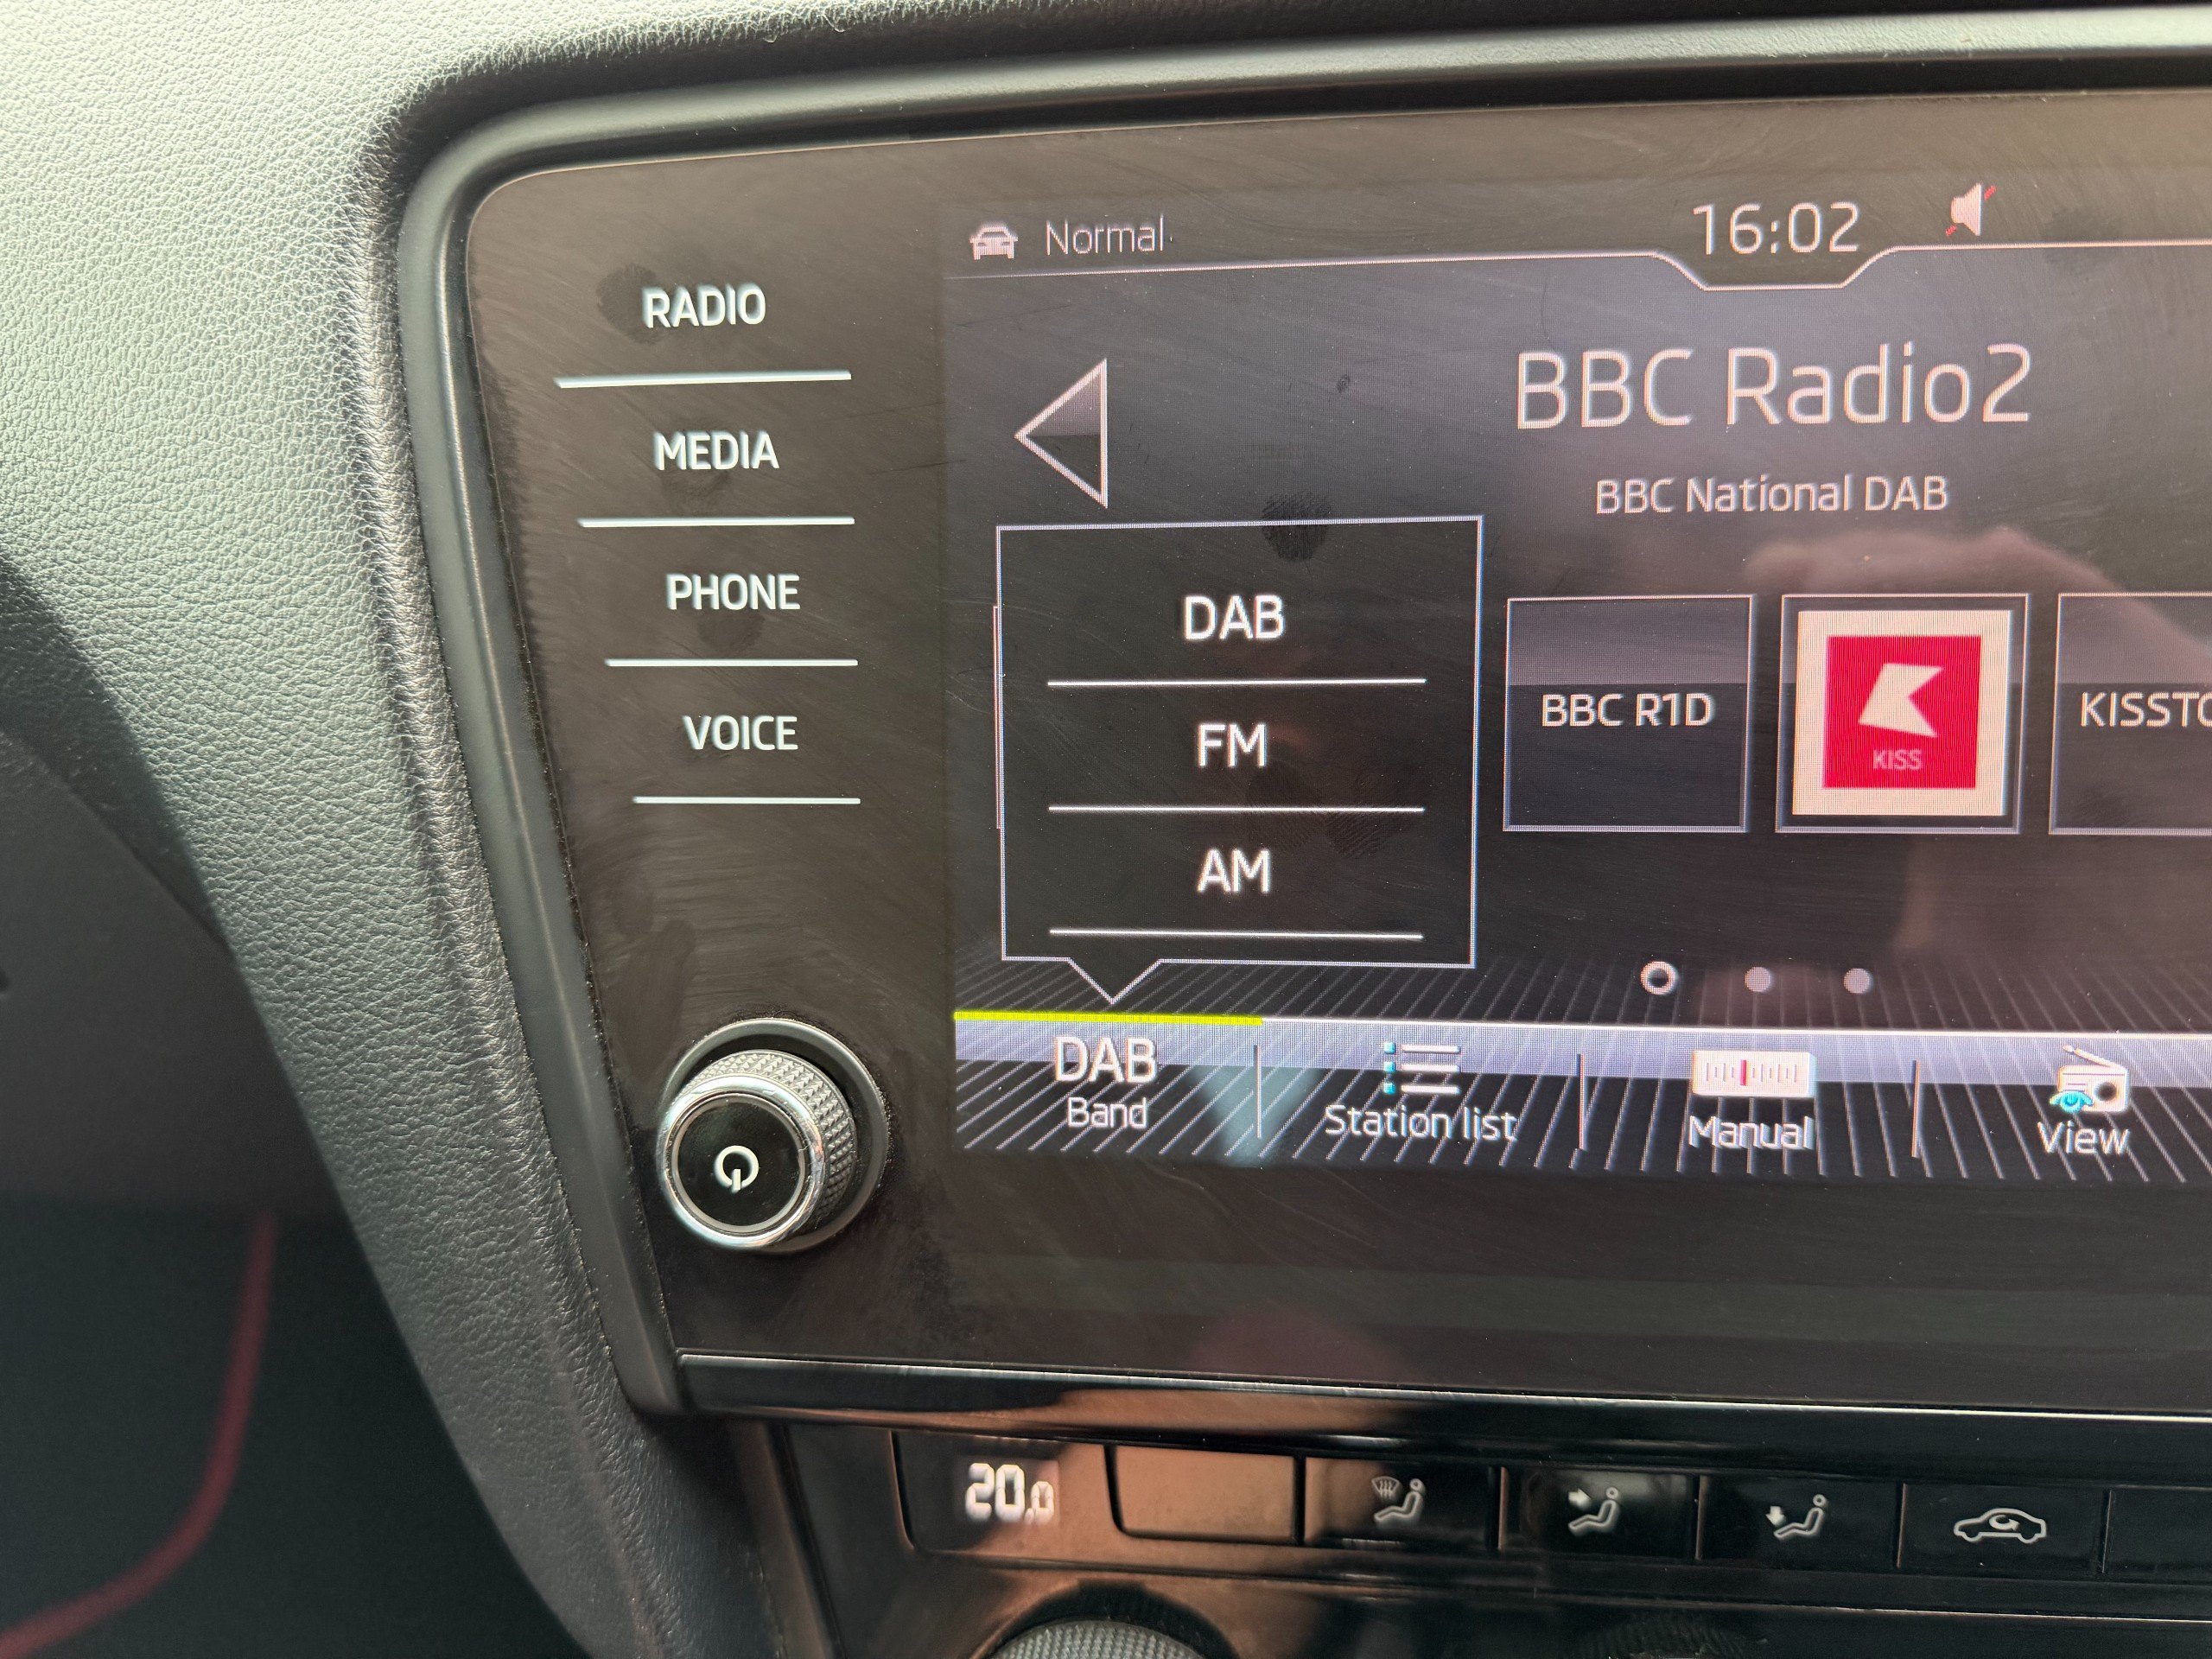 Normal
16:02
RADIO
MEDIA
PHONE
VOICE
BBC Radio2
BBC National DAB
DAB
FM
AM
BBC R1D
KISS
KISSTO
DAB
Band
Station list
Manual
View
20.0